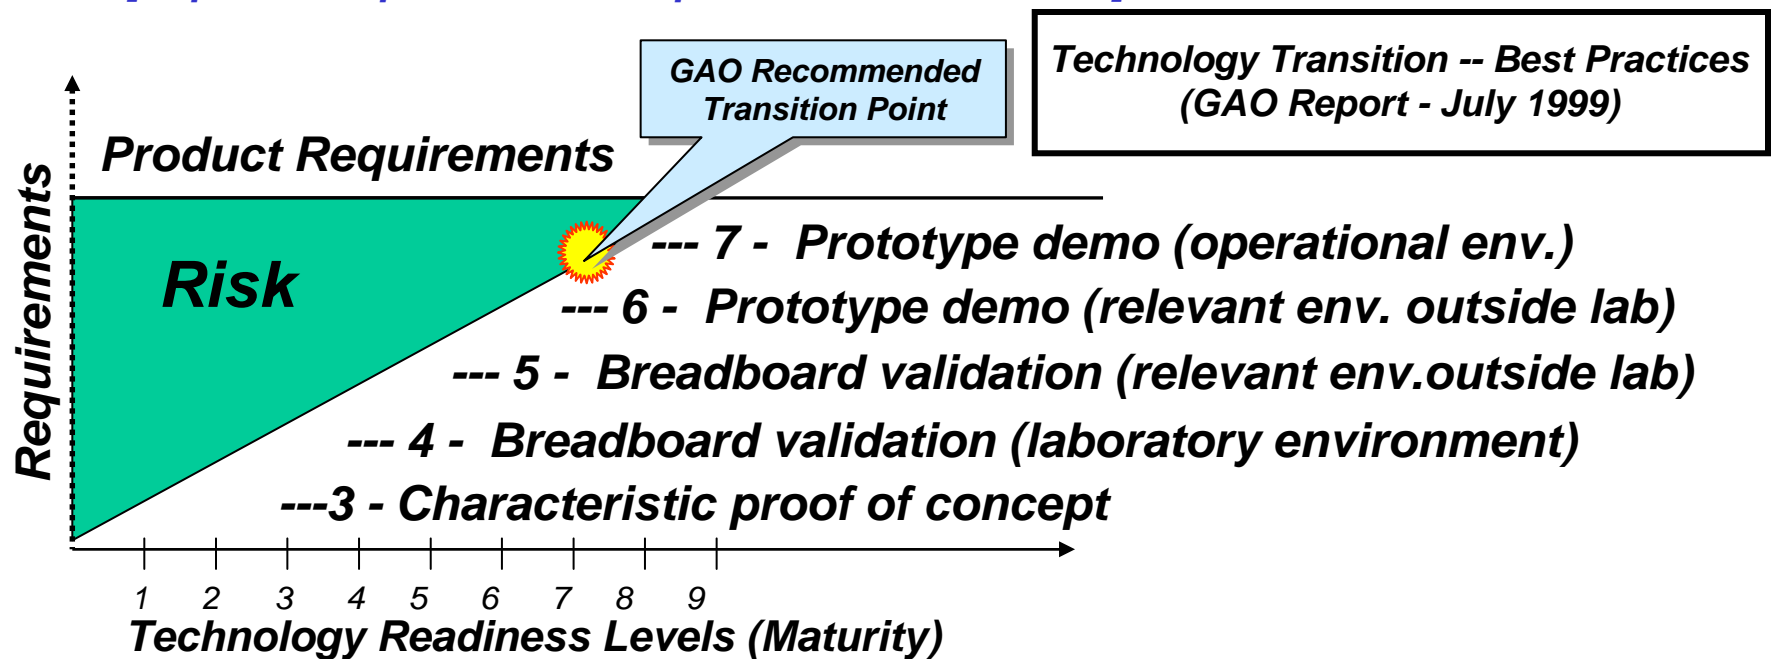 GAO Recommended
Transition Point
Technology Transition -- Best Practices
(GAO Report - July 1999)
Product Requirements
Requirements
Risk
--- 7 - Prototype demo (operational env.)
--- 6 - Prototype demo (relevant env. outside lab)
--- 5 - Breadboard validation (relevant env.outside lab)
--- 4 - Breadboard validation (laboratory environment)
---3 - Characteristic proof of concept
1 2 3 4 5 6 7 8 9
Technology Readiness Levels (Maturity)